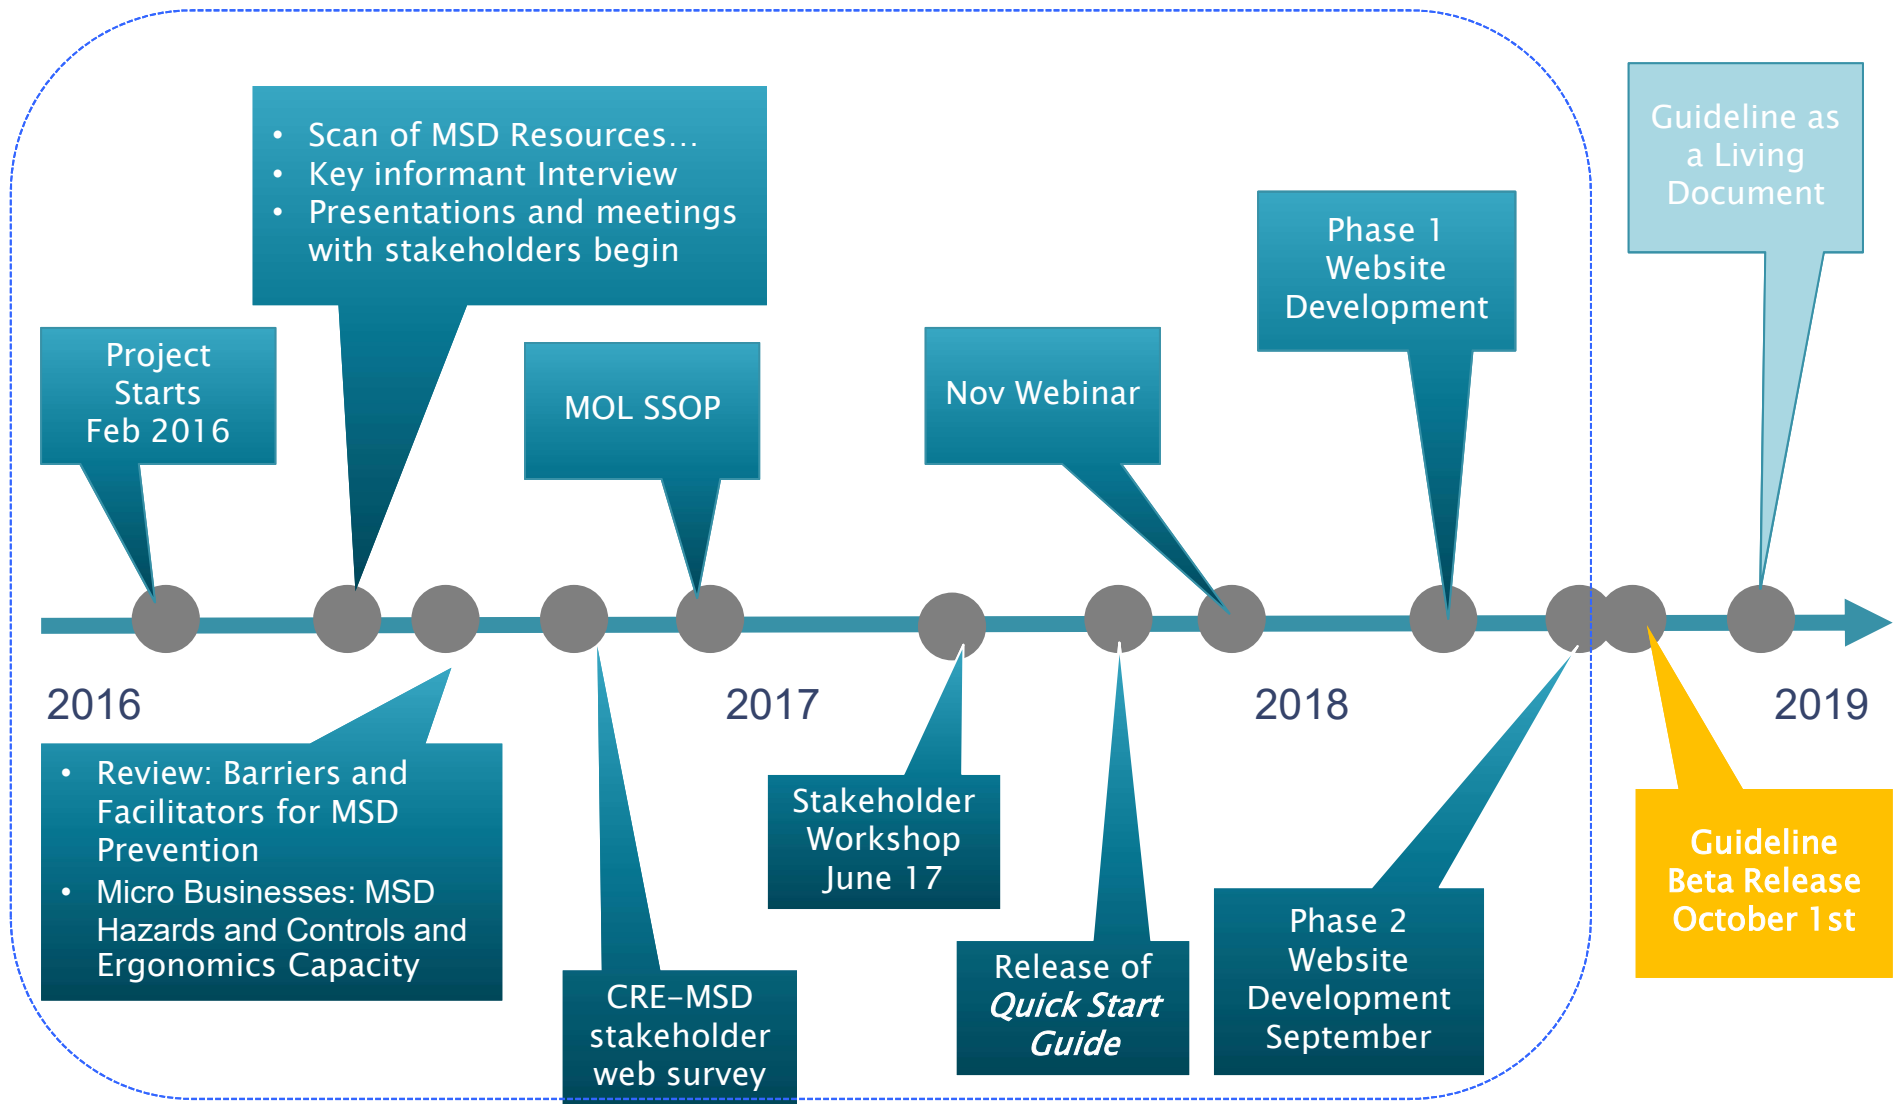 • Scan of MSD Resources…
• Key informant Interview
• Presentations and meetings
with stakeholders begin
Guideline as
a Living
Document
Phase 1
Website
Development
Project
Starts
Feb 2016
MOL SSOP
Nov Webinar
2016
2017
2018
2019
• Review: Barriers and
Facilitators for MSD
Prevention
• Micro Businesses: MSD
Hazards and Controls and
Ergonomics Capacity
CRE-MSD
stakeholder
web survey
Stakeholder
Workshop
June 17
Release of
Quick Start
Guide
Phase 2
Website
Development
September
Guideline
Beta Release
October 1st